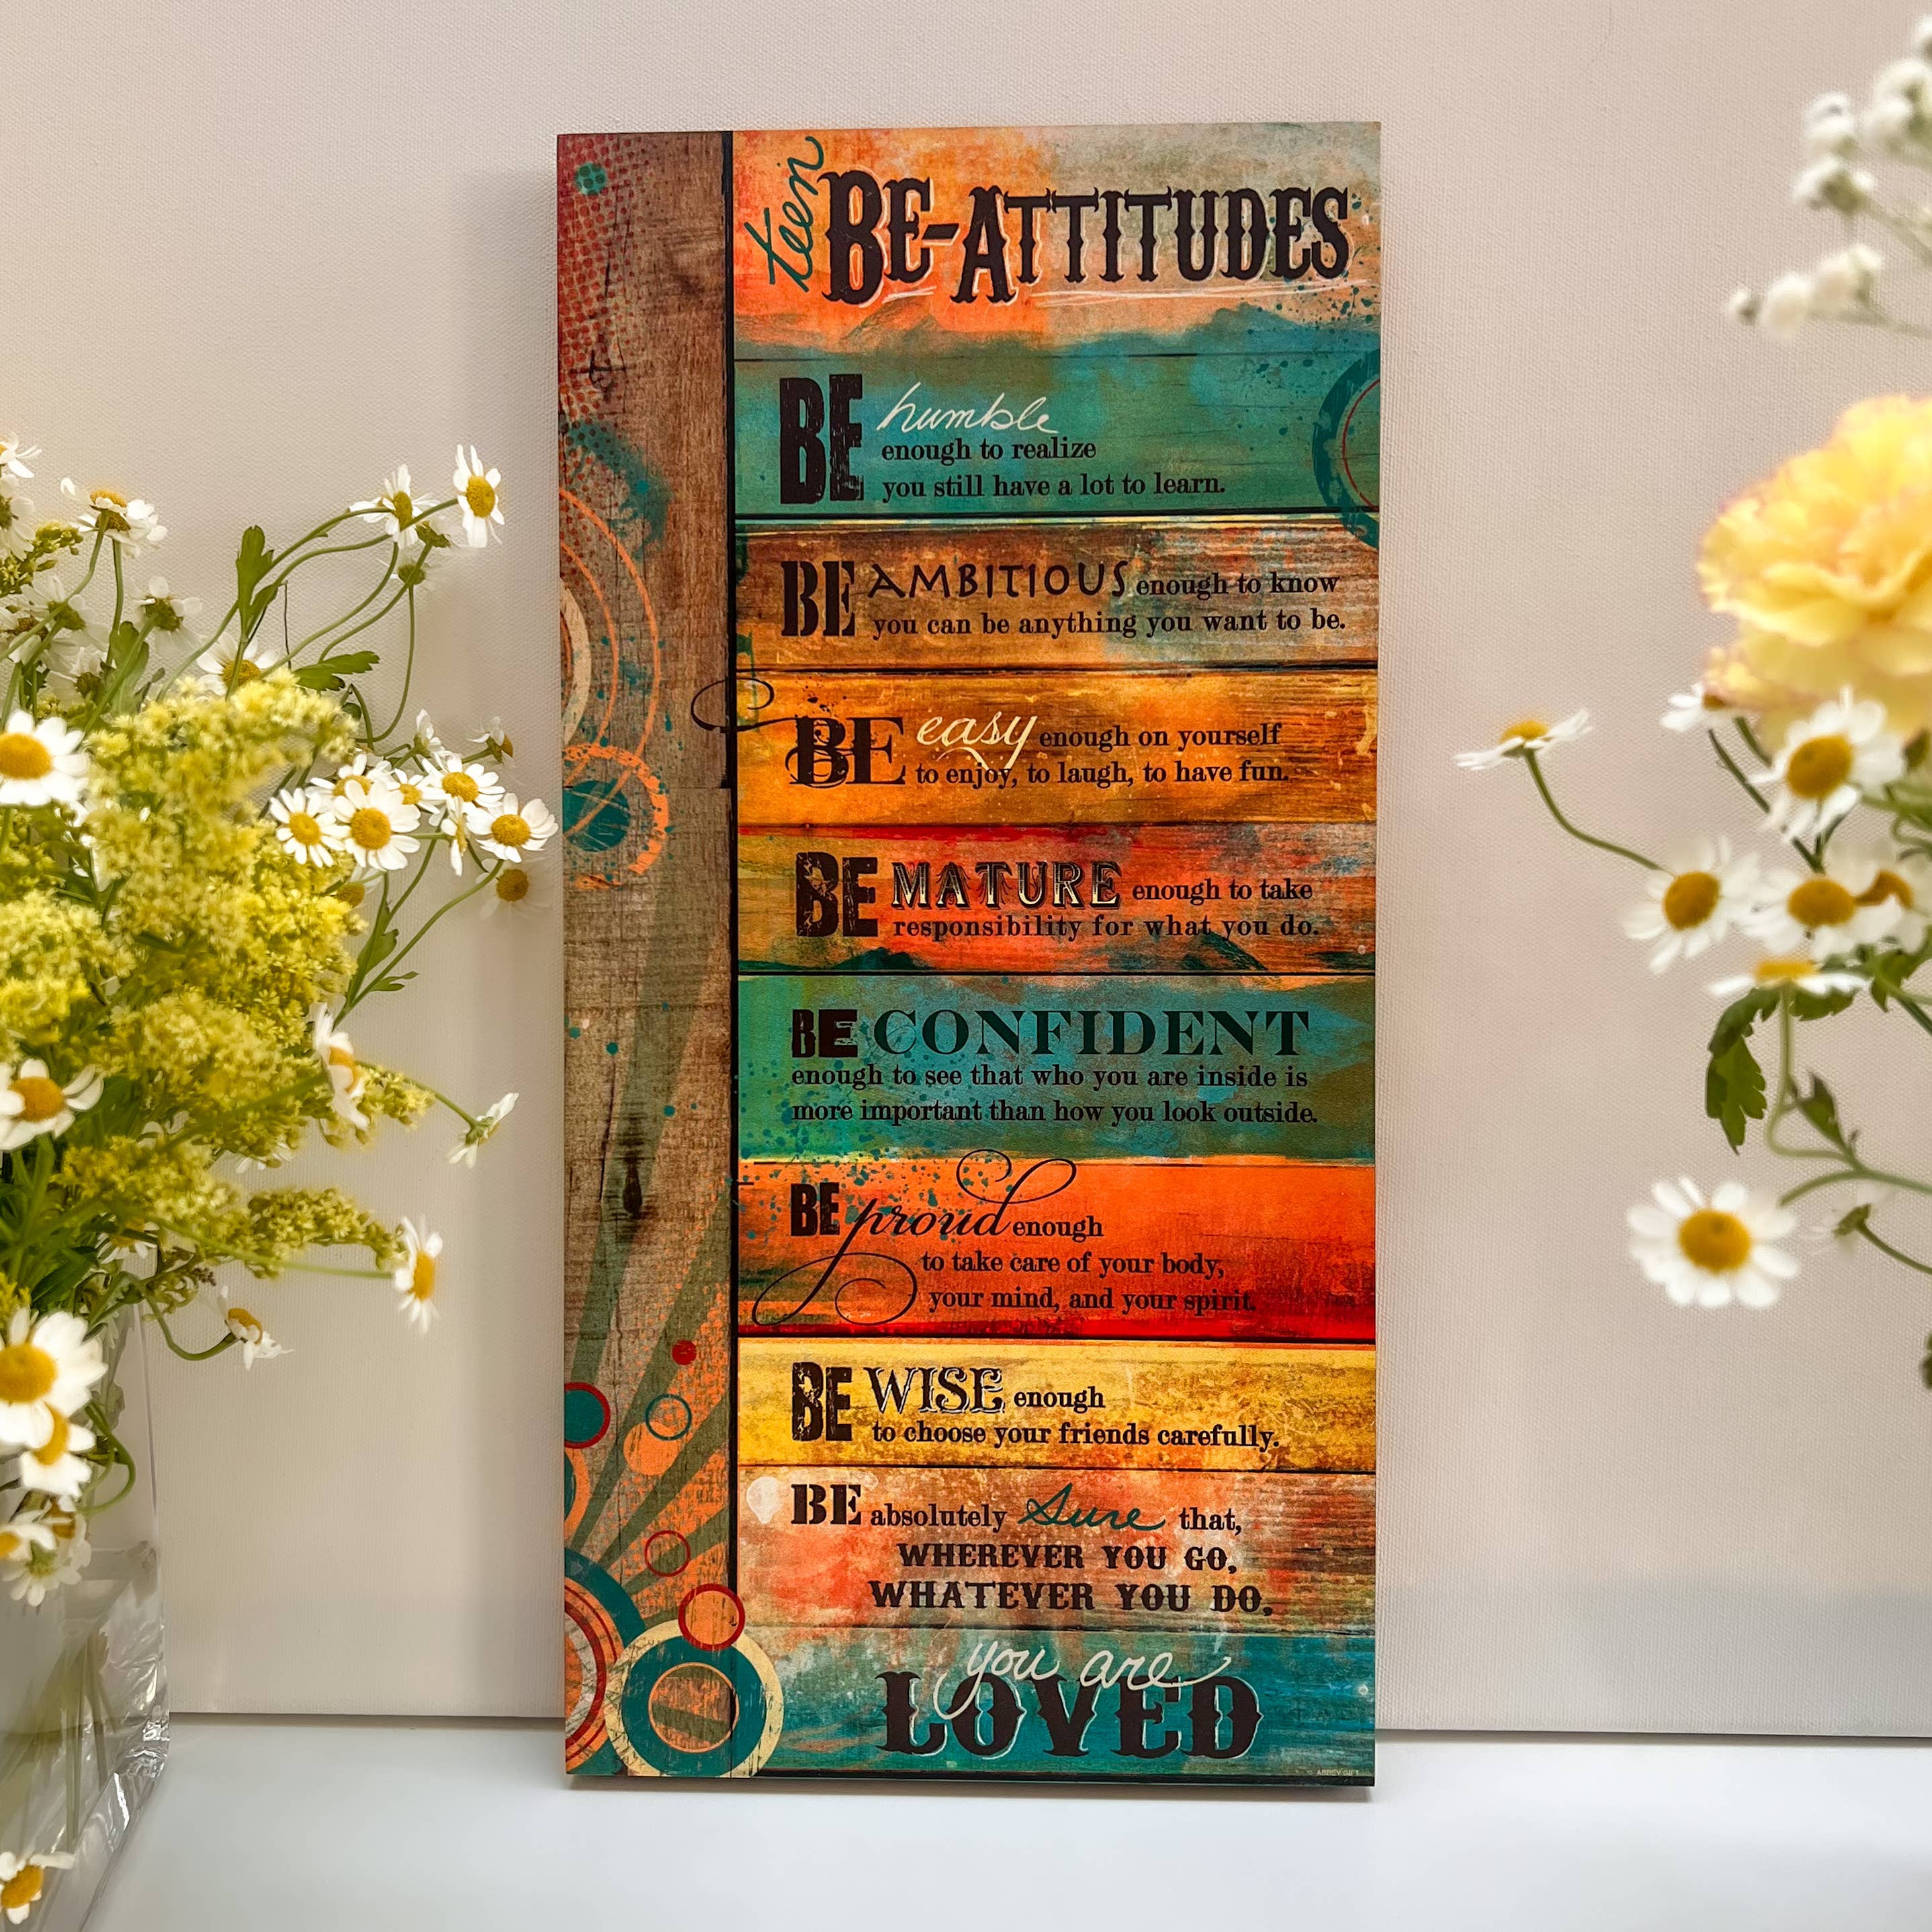 teen BE-ATTITUDES
BE humble
enough to realize
you still have a lot to learn.
BE AMBITIOUS enough to know
you can be anything you want to be.
BE easy enough on yourself
to enjoy, to laugh, to have fun.
BE MATURE enough to take
responsibility for what you do.
BE CONFIDENT
enough to see that who you are inside is
more important than how you look outside.
BE proud enough
to take care of your body,
your mind, and your spirit.
BE WISE enough
to choose your friends carefully.
BE absolutely Sure that,
WHEREVER YOU GO,
WHATEVER YOU DO,
you are
LOVED